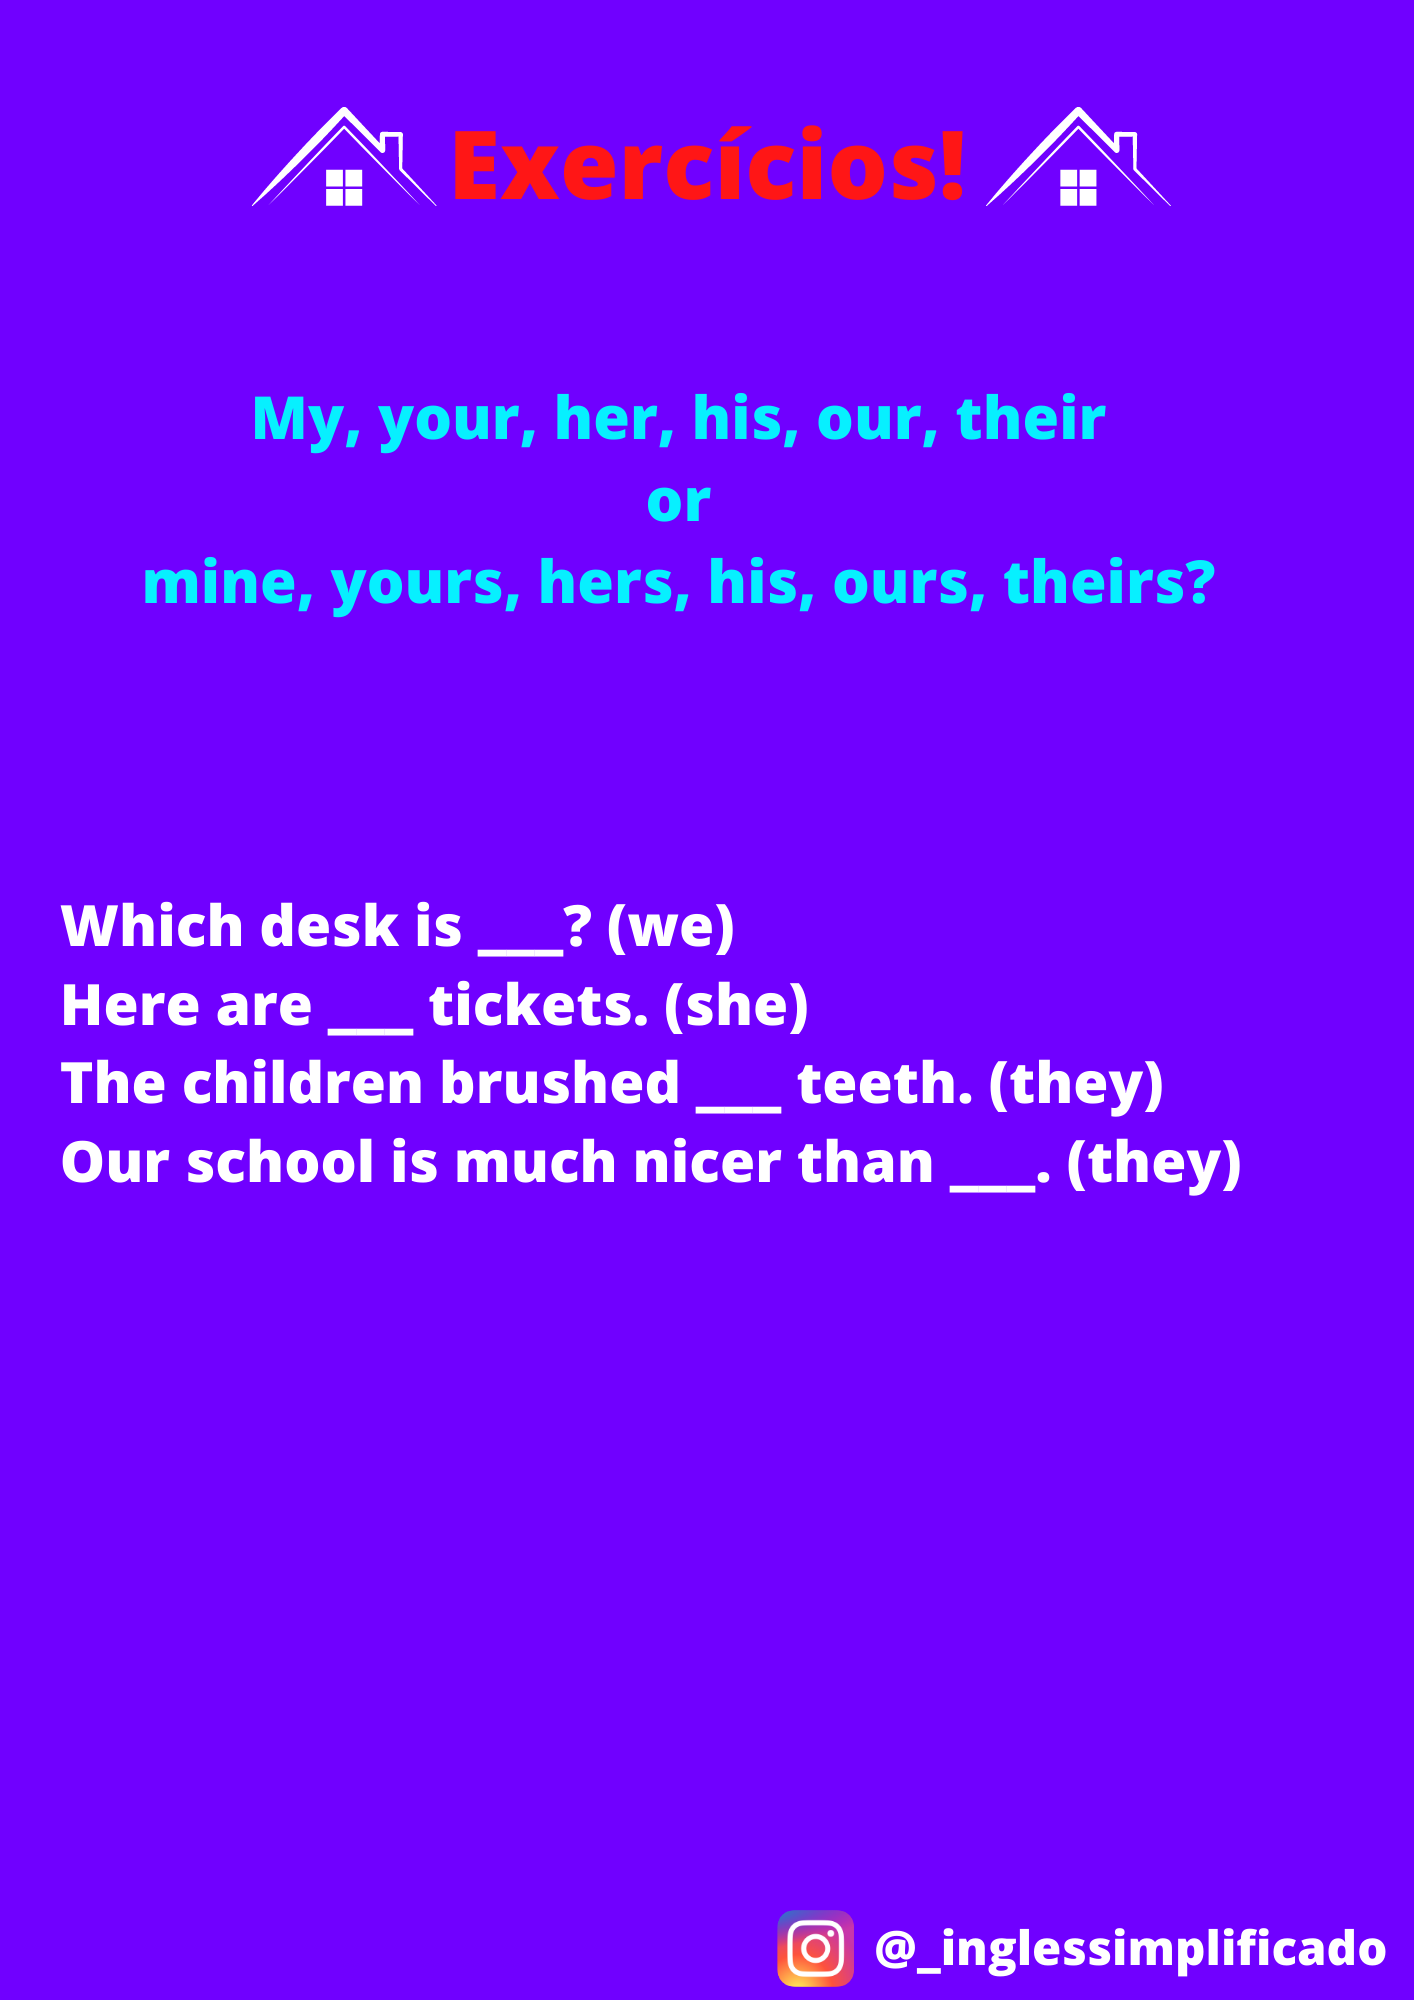 Exercícios!
My, your, her, his, our, their
or
mine, yours, hers, his, ours, theirs?
Which desk is ___? (we)
Here are ___ tickets. (she)
The children brushed ___ teeth. (they)
Our school is much nicer than ___. (they)
@_inglessimplificado